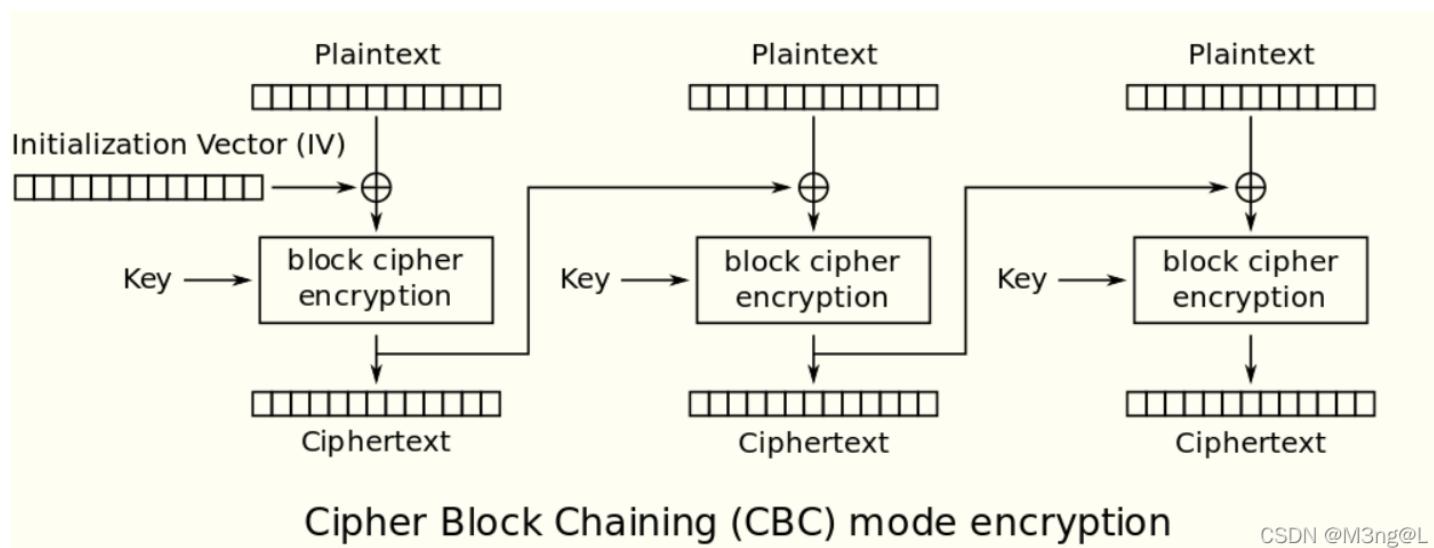 Plaintext
Plaintext
Plaintext
Initialization Vector (IV)
Key
block cipher
encryption
Key
block cipher
encryption
Key
block cipher
encryption
Ciphertext
Ciphertext
Ciphertext
Cipher Block Chaining (CBC) mode encryption
CSDN @M3ng@L